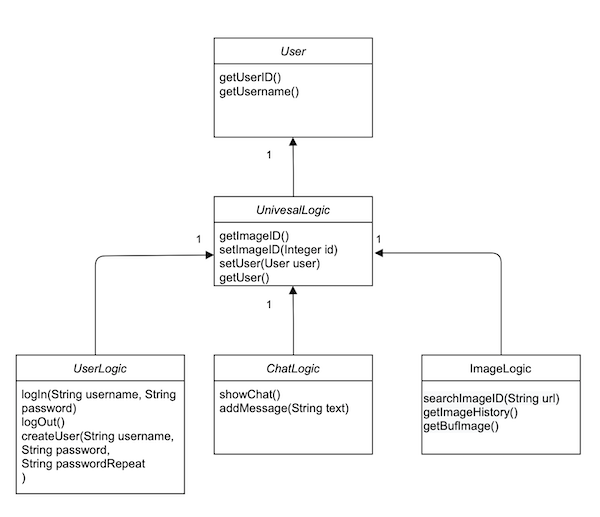 User
getUserID()
getUsername()
1
UnivesalLogic
getImageID()
setImageID(Integer id)
setUser(User user)
getUser()
1
1
1
UserLogic
logIn(String username, String
password)
logOut()
createUser(String username,
String password,
String passwordRepeat
)
ChatLogic
showChat()
addMessage(String text)
ImageLogic
searchImageID(String url)
getImageHistory()
getBufImage()